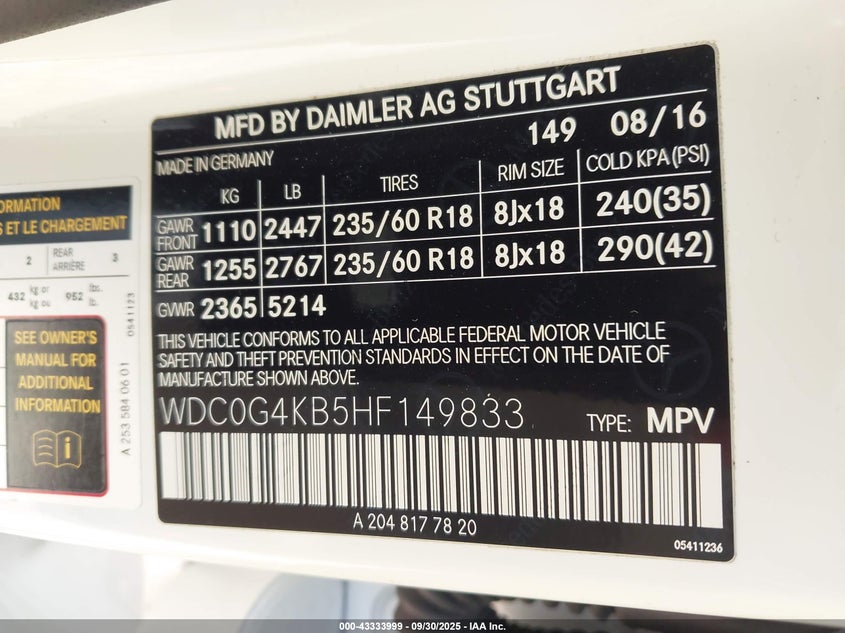 MFD BY DAIMLER AG STUTTGART
149 08/16
MADE IN GERMANY
KG LB TIRES RIM SIZE COLD KPA (PSI)
GAWR FRONT 1110 2447 235/60 R18 8Jx18 240(35)
GAWR REAR 1255 2767 235/60 R18 8Jx18 290(42)
GVWR 2365 5214
THIS VEHICLE CONFORMS TO ALL APPLICABLE FEDERAL MOTOR VEHICLE
SAFETY AND THEFT PREVENTION STANDARDS IN EFFECT ON THE DATE OF
MANUFACTURE SHOWN ABOVE.
WDC0G4KB5HF149833 TYPE: MPV
A 204 817 78 20
05411236
ORMATION
S ET LE CHARGEMENT
2 REAR ARRIÈRE 3
432 kg or kg ou 952 lbs. lb.
0541123
SEE OWNER'S
MANUAL FOR
ADDITIONAL
INFORMATION
A 253 584 06 01
000-43333999 - 09/30/2025 - IAA Inc.